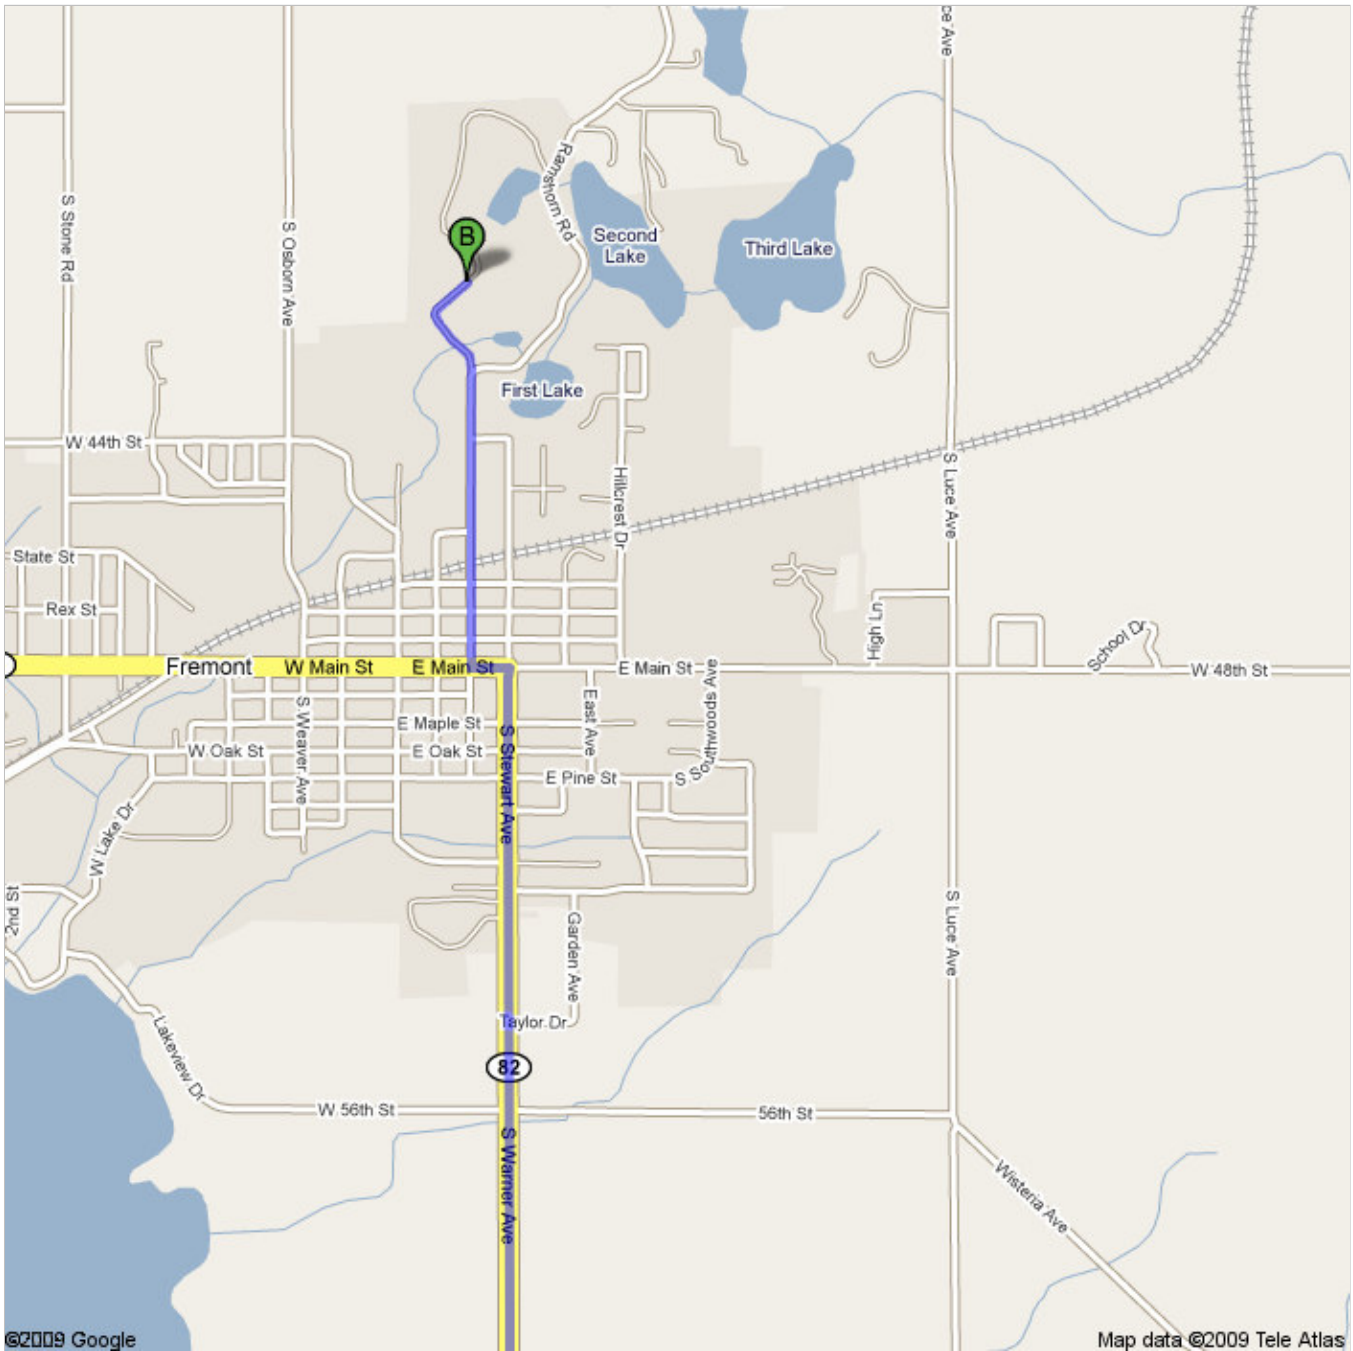 ce Ave
S Stone Rd
S Osborn Ave
Ramshorn Rd
B
Second
Lake
Third Lake
First Lake
W 44th St
Hillcrest Dr
S Luce Ave
State St
Rex St
High Ln
School Dr
Fremont
W Main St
E Main St
E Main St
W 48th St
S Weaver Ave
E Maple St
East Ave
S Southwoods Ave
W Oak St
E Oak St
S Stewart Ave
E Pine St
W Lake Dr
2nd St
Garden Ave
S Luce Ave
Taylor Dr
Lakeview Dr
82
W 56th St
56th St
S Warner Ave
Wisteria Ave
Google
Map data ©2009 Tele Atlas